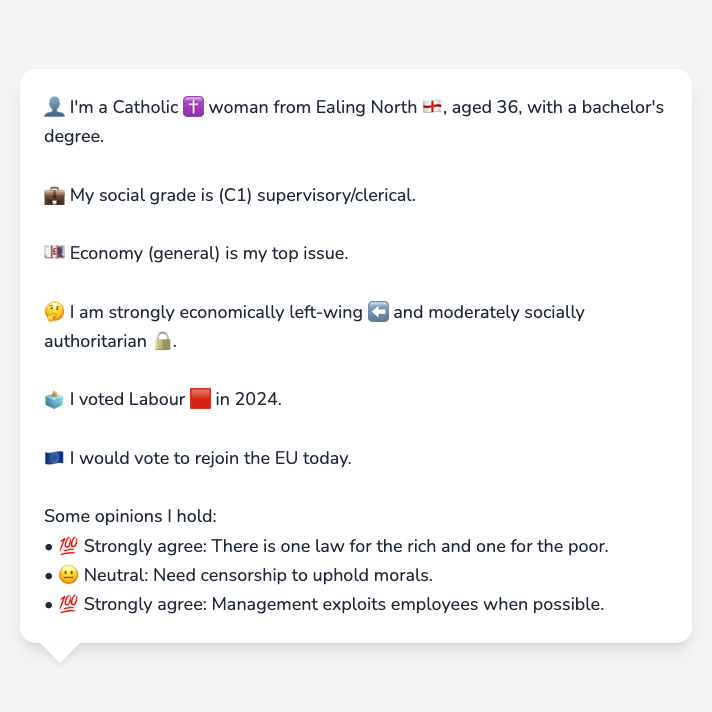 👤 I'm a Catholic ✝️ woman from Ealing North 🏴󠁧󠁢󠁥󠁮󠁧󠁿, aged 36, with a bachelor's
degree.
💼 My social grade is (C1) supervisory/clerical.
💷 Economy (general) is my top issue.
🤔 I am strongly economically left-wing ⬅️ and moderately socially
authoritarian 🔒.
🗳️ I voted Labour 🟥 in 2024.
🇪🇺 I would vote to rejoin the EU today.
Some opinions I hold:
• 💯 Strongly agree: There is one law for the rich and one for the poor.
• 😐 Neutral: Need censorship to uphold morals.
• 💯 Strongly agree: Management exploits employees when possible.